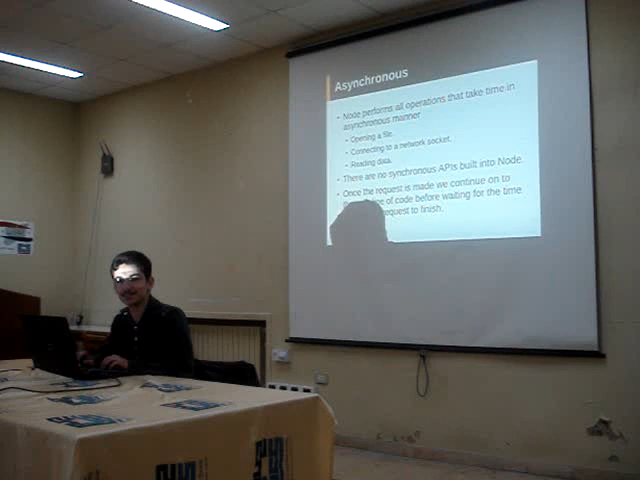 Asynchronous
Node performs all operations that take time in
asynchronous manner
Opening a file.
Connecting to a network socket.
Reading data.
There are no synchronous APIs built into Node.
Once the request is made we continue on to
of code before waiting for the time
request to finish.